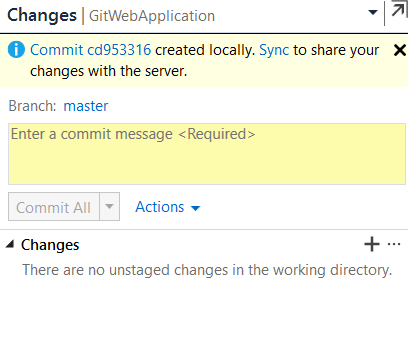 Changes | GitWebApplication
Commit cd953316 created locally. Sync to share your
changes with the server.
Branch: master
Enter a commit message <Required>
Commit All
Actions
Changes
There are no unstaged changes in the working directory.